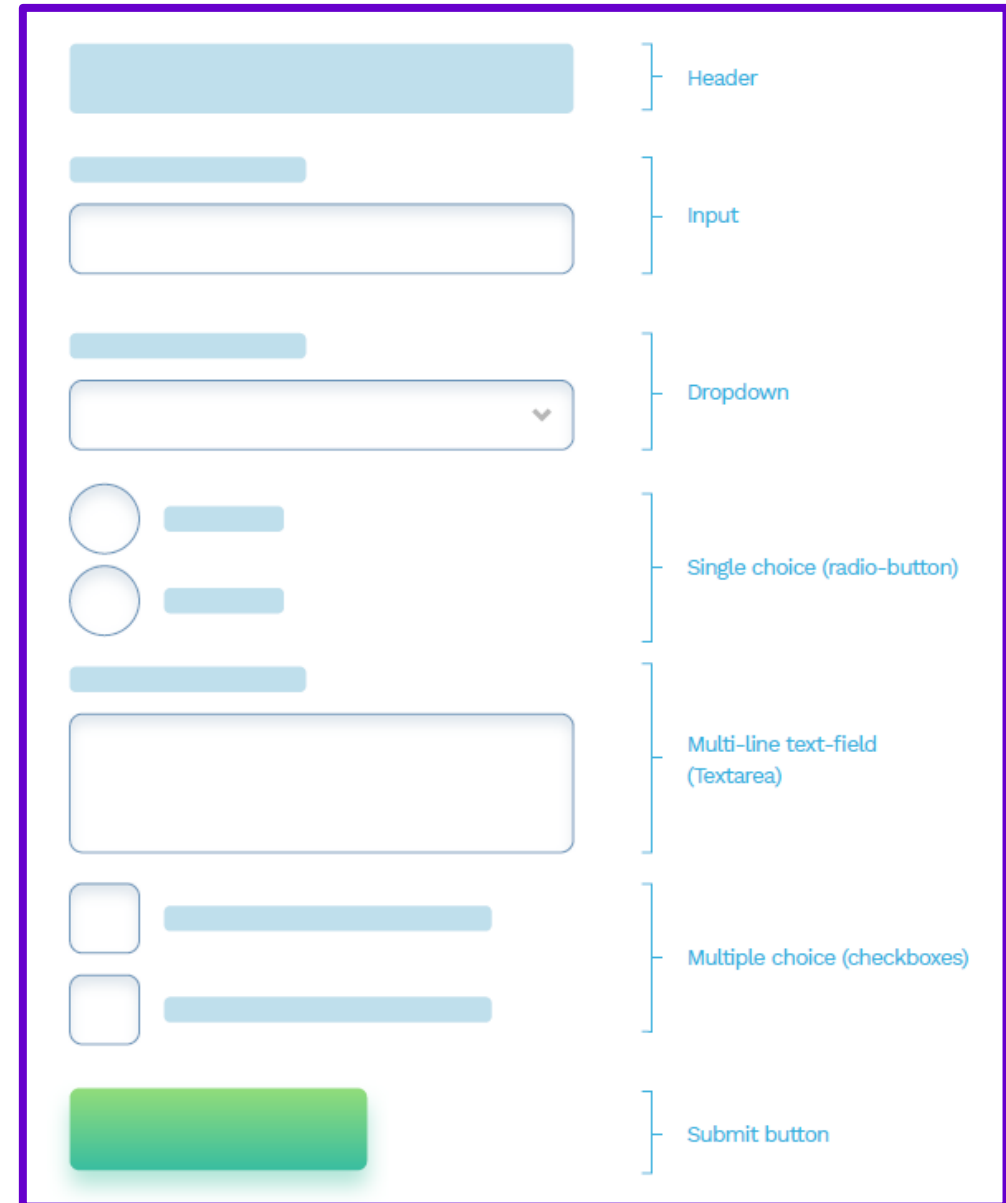 Header
Input
Dropdown
Single choice (radio-button)
Multi-line text-field
(Textarea)
Multiple choice (checkboxes)
Submit button